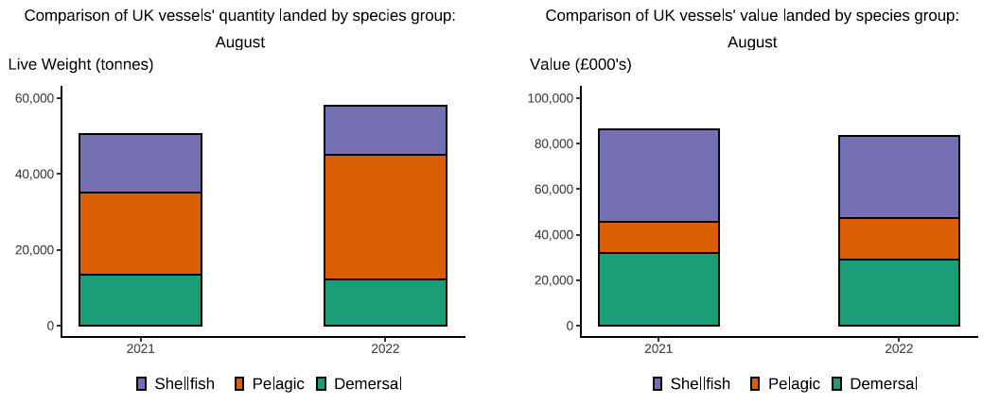 Comparison of UK vessels' quantity landed by species group:
August
Live Weight (tonnes)
60,000
40,000
20,000
0
2021 2022
Shellfish Pelagic Demersal
Comparison of UK vessels' value landed by species group:
August
Value (£000's)
100,000
80,000
60,000
40,000
20,000
0
2021 2022
Shellfish Pelagic Demersal